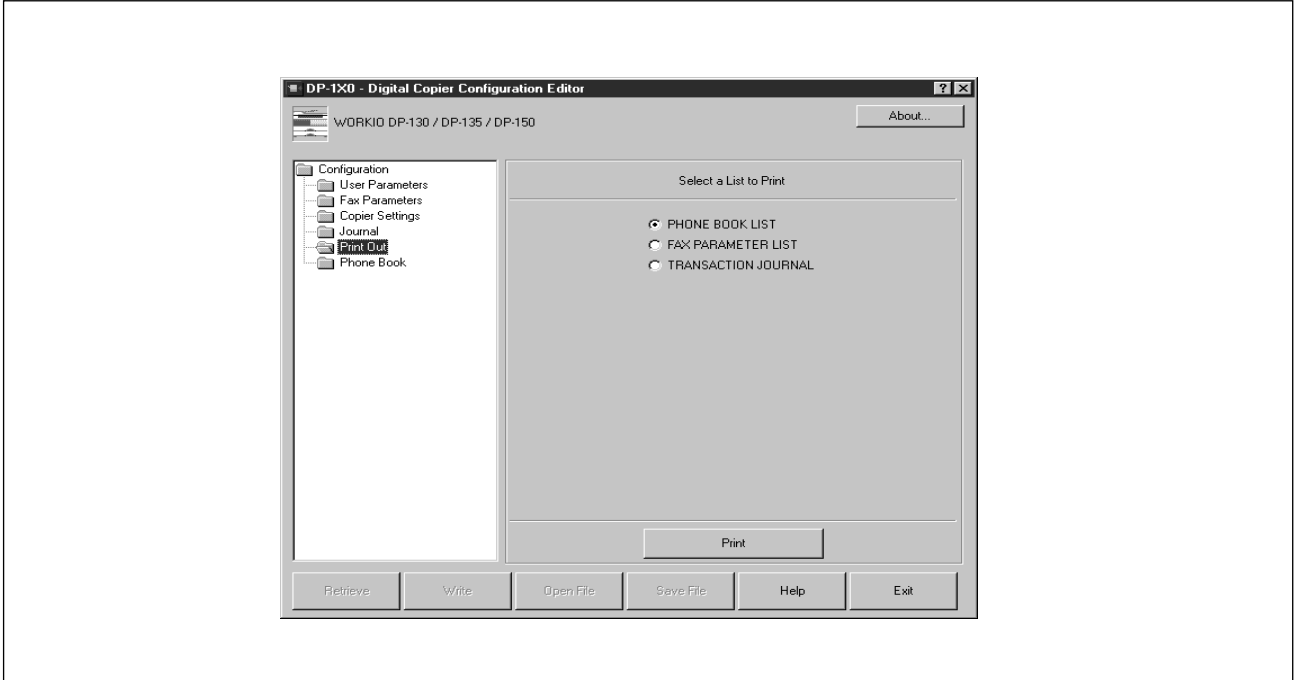 DP-1X0 - Digital Copier Configuration Editor
WORKIO DP-130 / DP-135 / DP-150
About...
Configuration
User Parameters
Fax Parameters
Copier Settings
Journal
Print Out
Phone Book
Select a List to Print
PHONE BOOK LIST
FAX PARAMETER LIST
TRANSACTION JOURNAL
Print
Retrieve
Write
Open File
Save File
Help
Exit